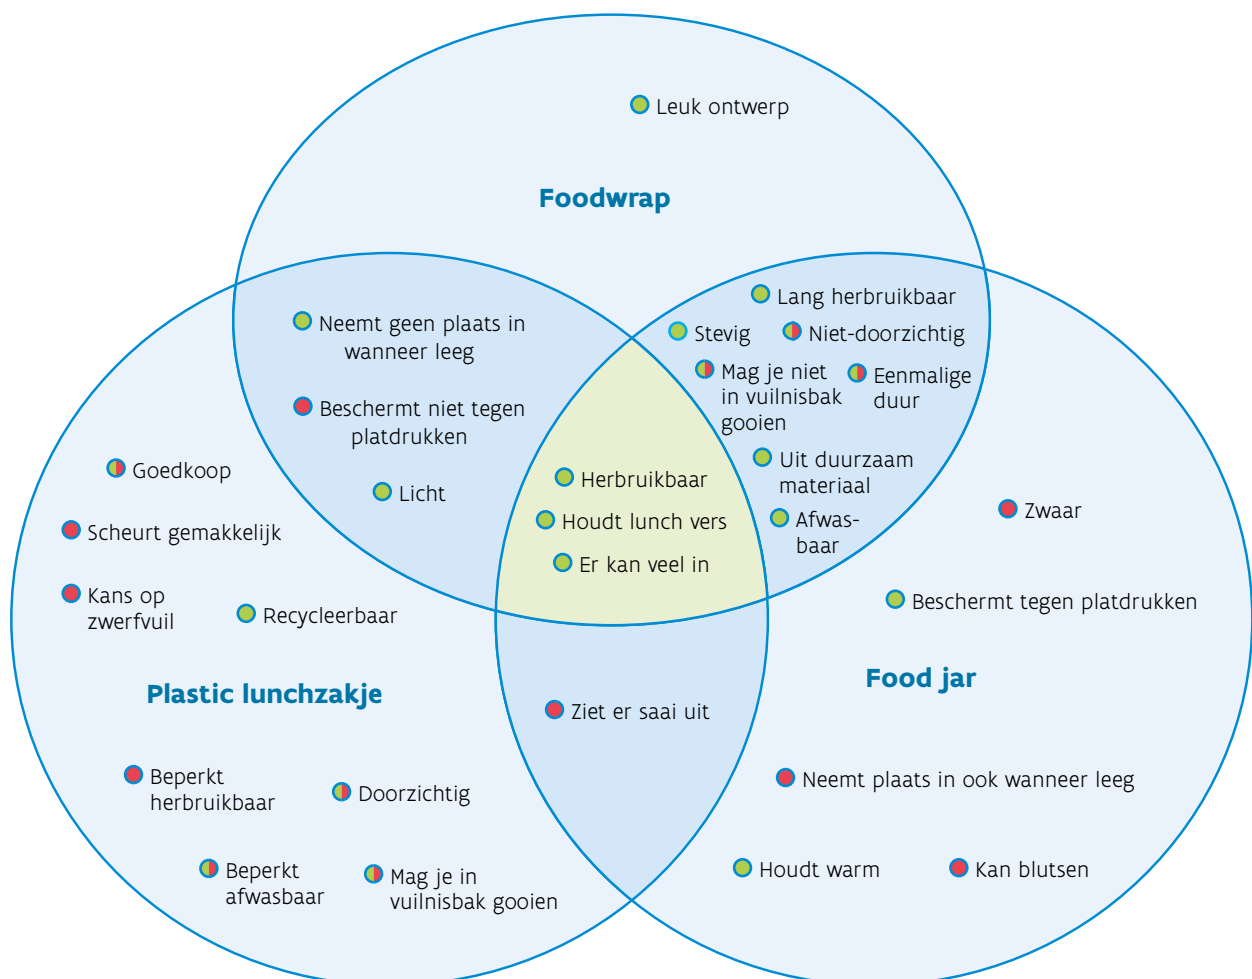 Leuk ontwerp
Foodwrap
Neemt geen plaats in
wanneer leeg
Beschermt niet tegen
platdrukken
Licht
Lang herbruikbaar
Stevig
Niet-doorzichtig
Mag je niet
in vuilnisbak
gooien
Eenmalige
duur
Uit duurzaam
materiaal
Afwas-
baar
Herbruikbaar
Houdt lunch vers
Er kan veel in
Goedkoop
Scheurt gemakkelijk
Kans op
zwerfvuil
Recycleerbaar
Plastic lunchzakje
Beperkt
herbruikbaar
Doorzichtig
Beperkt
afwasbaar
Mag je in
vuilnisbak gooien
Ziet er saai uit
Zwaar
Beschermt tegen platdrukken
Food jar
Neemt plaats in ook wanneer leeg
Houdt warm
Kan blutsen